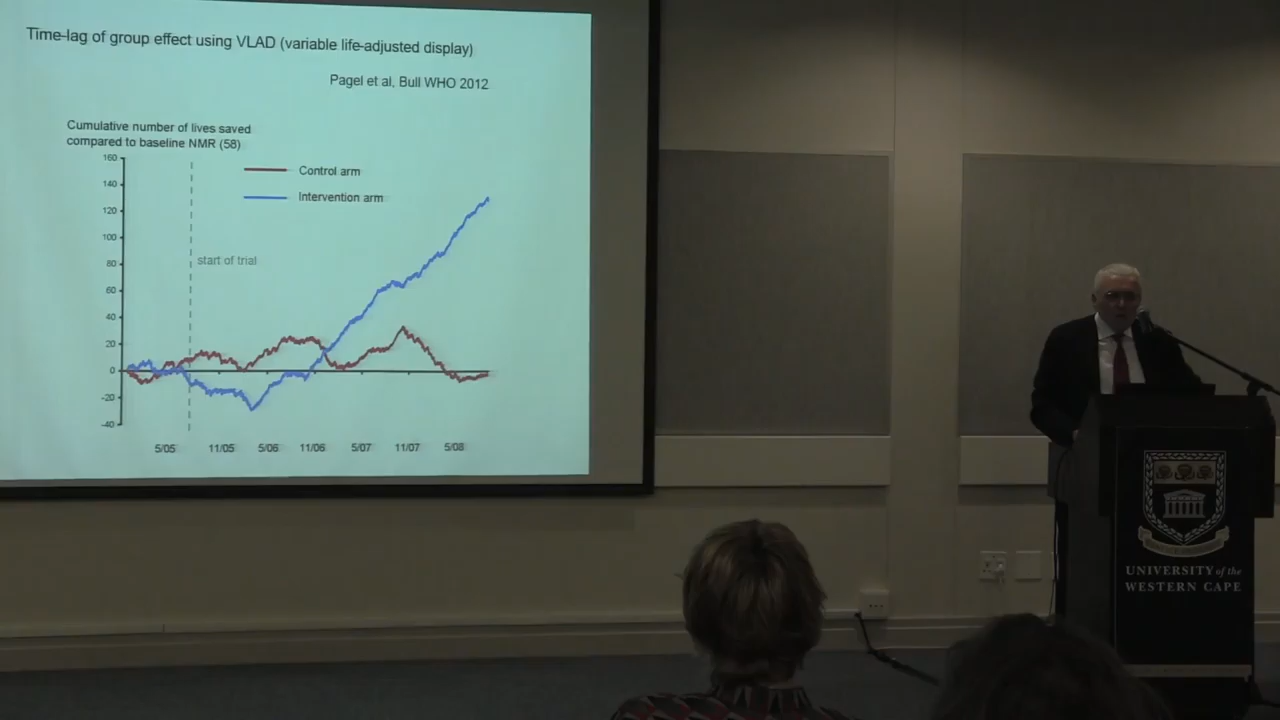 Time-lag of group effect using VLAD (variable life-adjusted display)
Pagel et al, Bull WHO 2012
Cumulative number of lives saved
compared to baseline NMR (58)
160
140
120
100
80
60
40
20
0
-20
-40
Control arm
Intervention arm
start of trial
5/05 11/05 5/06 11/06 5/07 11/07 5/08
UNIVERSITY of the
WESTERN CAPE